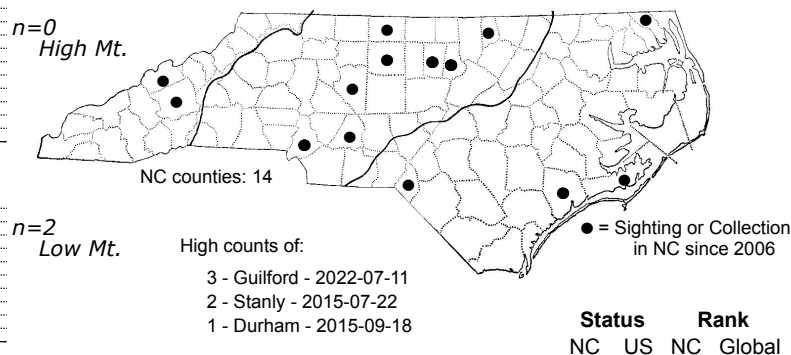 n=0
High Mt.
NC counties: 14
n=2
Low Mt.
High counts of:
3 - Guilford - 2022-07-11
2 - Stanly - 2015-07-22
1 - Durham - 2015-09-18
● = Sighting or Collection
in NC since 2006
Status Rank
NC US NC Global